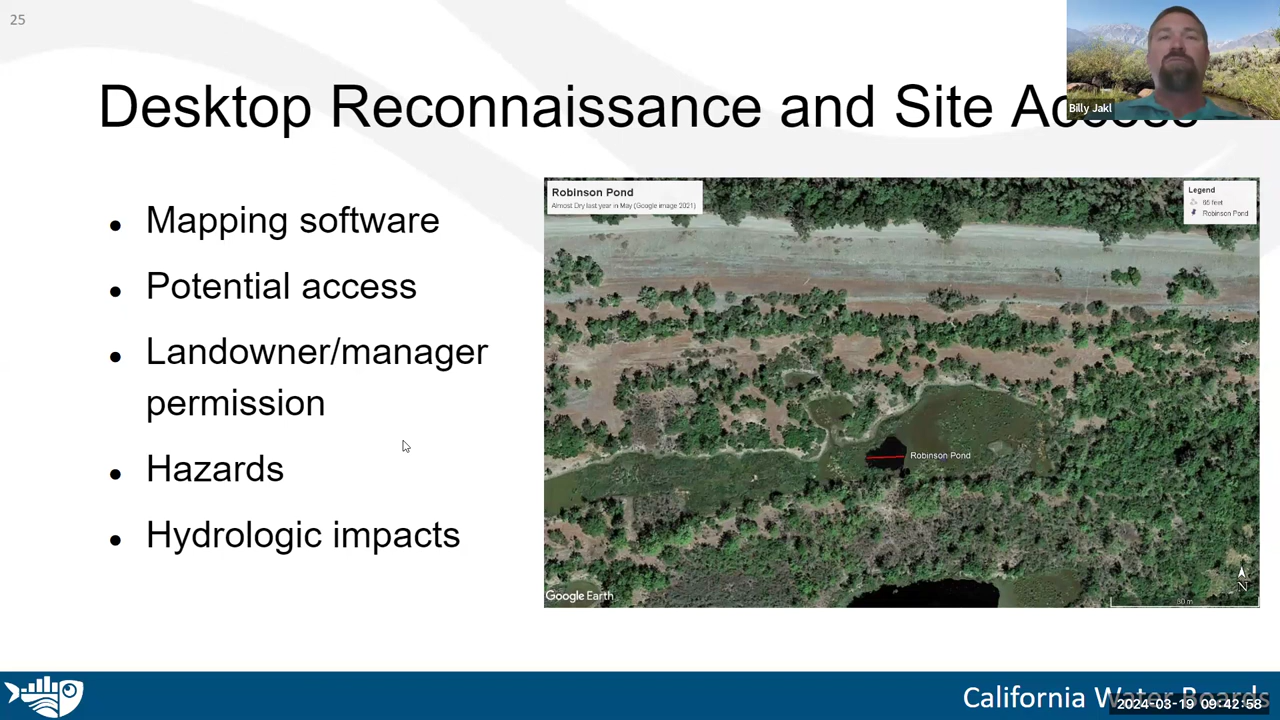 25
Desktop Reconnaissance and Site Access
Billy Jakl
Mapping software
Potential access
Landowner/manager
permission
Hazards
Hydrologic impacts
Robinson Pond
Almost Dry last year in May (Google image 2021)
Legend
65 feet
Robinson Pond
Robinson Pond
Google Earth
N
80 m
California Water Boards
2024-03-19 09:42:58